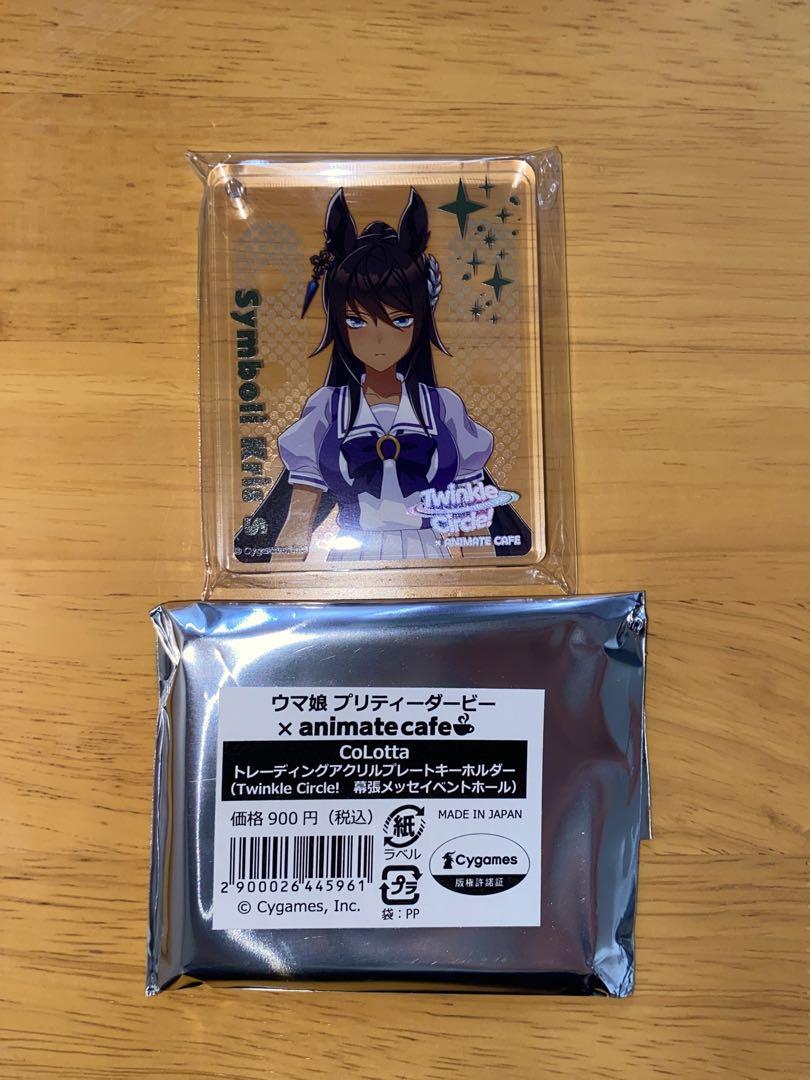 Symboli Kris S
Twinkle
Circle!
× ANIMATE CAFE
© Cygames, Inc.
ウマ娘 プリティーダービー
× animate cafe
CoLotta
トレーディングアクリルプレートキーホルダー
（Twinkle Circle!　幕張メッセイベントホール）
価格 900 円（税込）
紙
ラベル
MADE IN JAPAN
2 900026 445961
プラ
袋：PP
Cygames
版権許諾証
© Cygames, Inc.